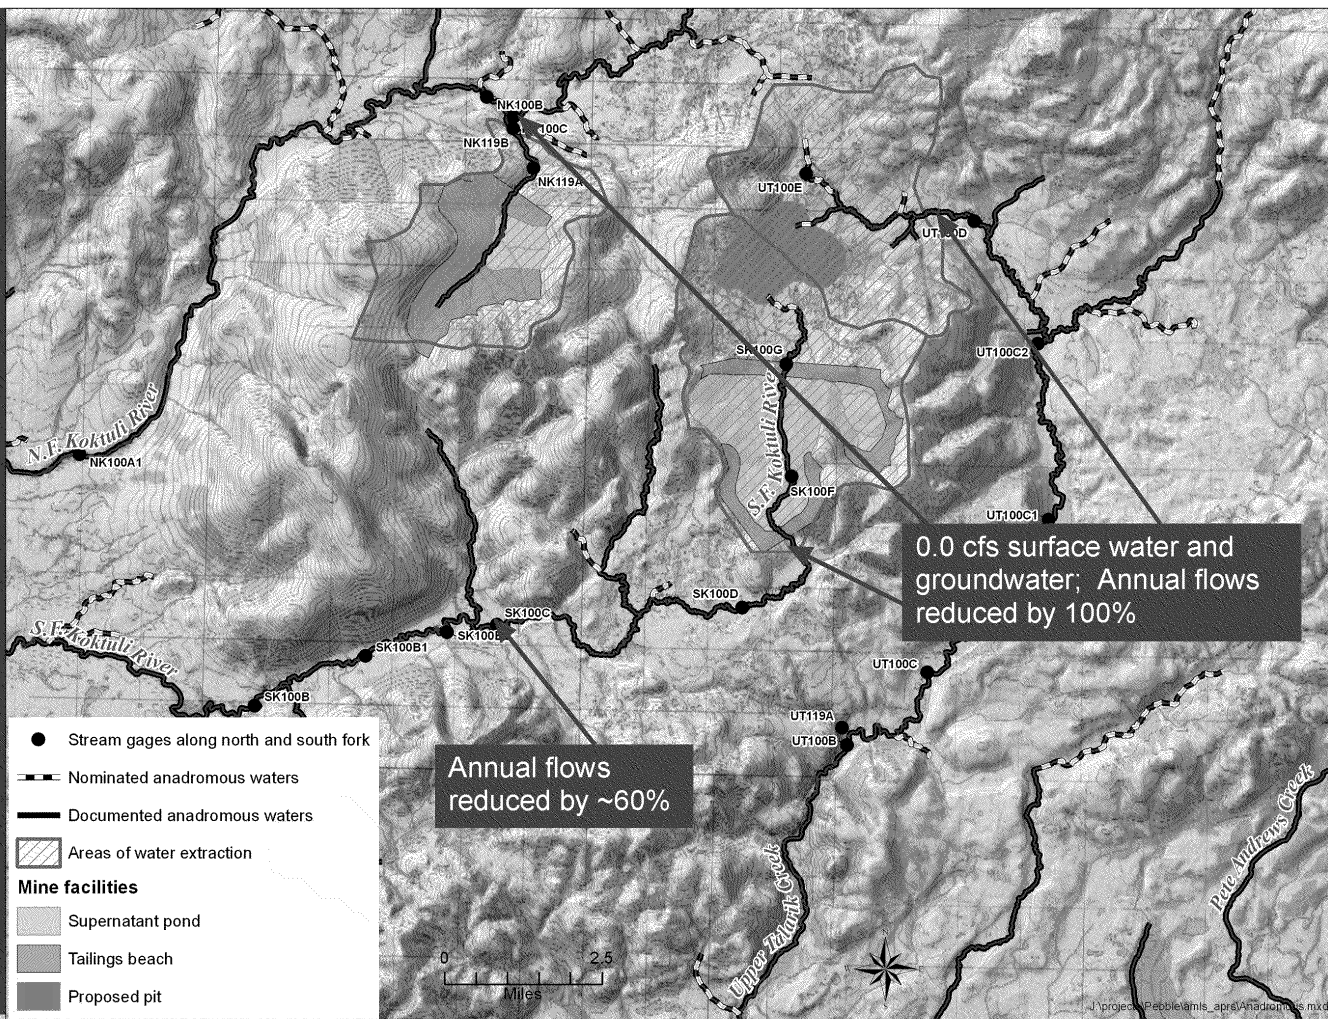 NK100B
100C
NK119B
NK119A
UT100E
UT100D
UT100C2
SK100G
N.F. Koktuli River
NK100A1
S.F. Koktuli River
SK100F
UT100C1
0.0 cfs surface water and
groundwater; Annual flows
reduced by 100%
SK100D
SK100C
S.F. Koktuli River
SK100B1
UT100C
SK100B
UT119A
UT100B
Annual flows
reduced by ~60%
Stream gages along north and south fork
Nominated anadromous waters
Documented anadromous waters
Areas of water extraction
Mine facilities
Supernatant pond
Tailings beach
Proposed pit
0 2.5
Miles
Upper Talarik Creek
Pete Andrews Creek